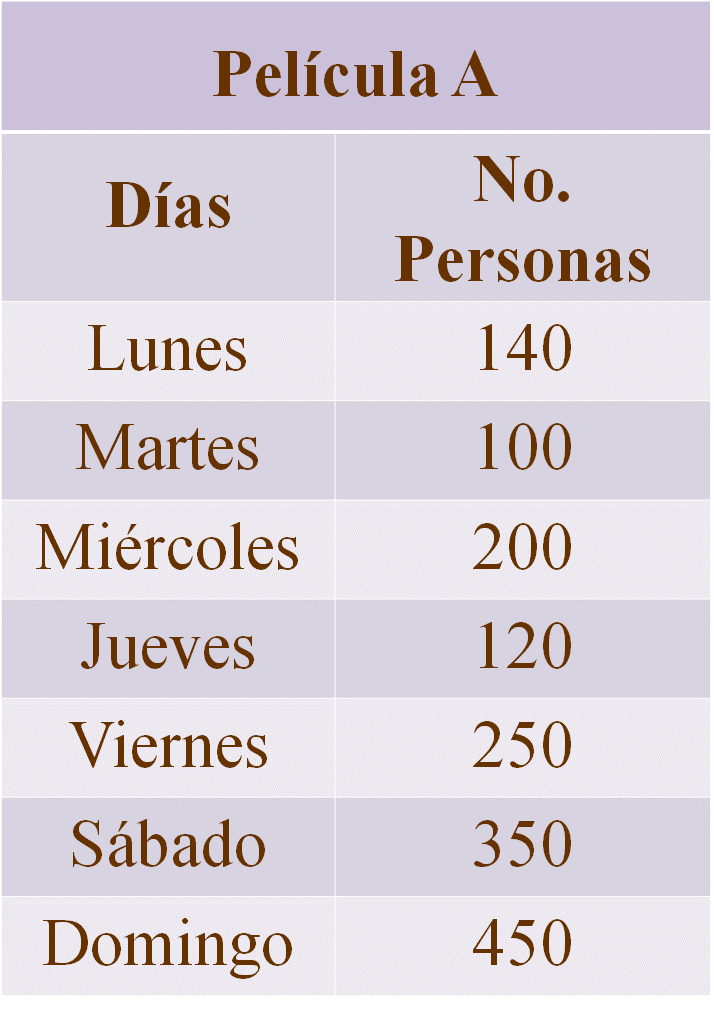 Película A
Días
No.
Personas
Lunes 140
Martes 100
Miércoles 200
Jueves 120
Viernes 250
Sábado 350
Domingo 450